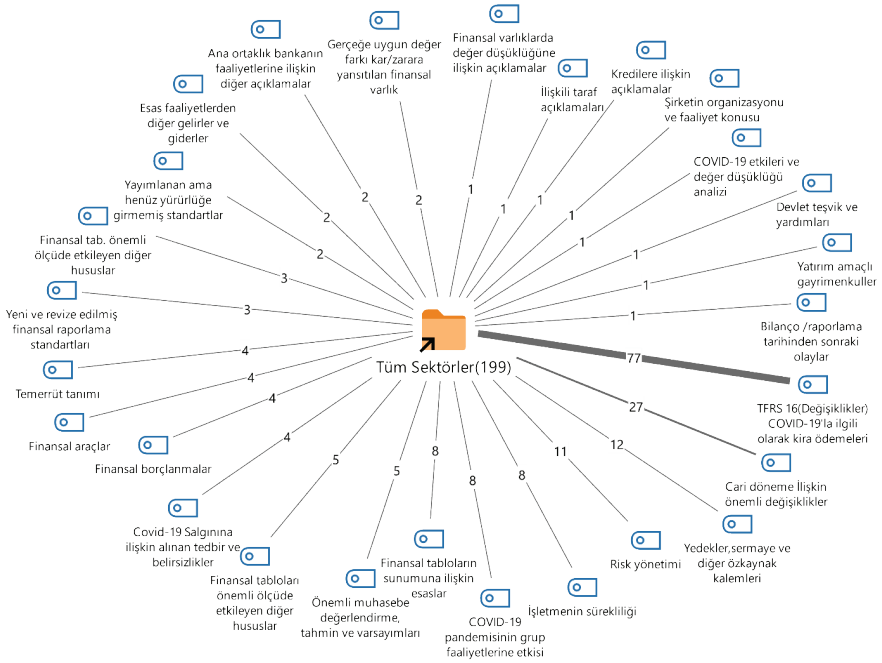 Ana ortaklık bankanın
faaliyetlerine ilişkin
diğer açıklamalar
Gerçeğe uygun değer
farkı kar/zarara
yansıtılan finansal
varlık
Finansal varlıklarda
değer düşüklüğüne
ilişkin açıklamalar
İlişkili taraf
açıklamaları
Kredilere ilişkin
açıklamalar
Şirketin organizasyonu
ve faaliyet konusu
COVID-19 etkileri ve
değer düşüklüğü
analizi
Devlet teşvik ve
yardımları
Yatırım amaçlı
gayrimenkuller
Bilanço /raporlama
tarihinden sonraki
olaylar
TFRS 16(Değişiklikler)
COVID-19'la ilgili
olarak kira ödemeleri
Cari döneme İlişkin
önemli değişiklikler
Yedekler,sermaye ve
diğer özkaynak
kalemleri
Risk yönetimi
İşletmenin sürekliliği
COVID-19
pandemisinin grup
faaliyetlerine etkisi
Finansal tabloların
sunumuna ilişkin
esaslar
Önemli muhasebe
değerlendirme,
tahmin ve varsayımları
Finansal tabloları
önemli ölçüde
etkileyen diğer
hususlar
Covid-19 Salgınına
ilişkin alınan tedbir ve
belirsizlikler
Finansal borçlanmalar
Finansal araçlar
Temerrüt tanımı
Yeni ve revize edilmiş
finansal raporlama
standartları
Finansal tab. önemli
ölçüde etkileyen diğer
hususlar
Yayımlanan ama
henüz yürürlüğe
girmemiş standartlar
Esas faaliyetlerden
diğer gelirler ve
giderler
Tüm Sektörler(199)
2
2
1
1
1
1
1
1
1
1
77
27
12
11
8
8
8
5
5
4
4
4
4
3
3
2
2